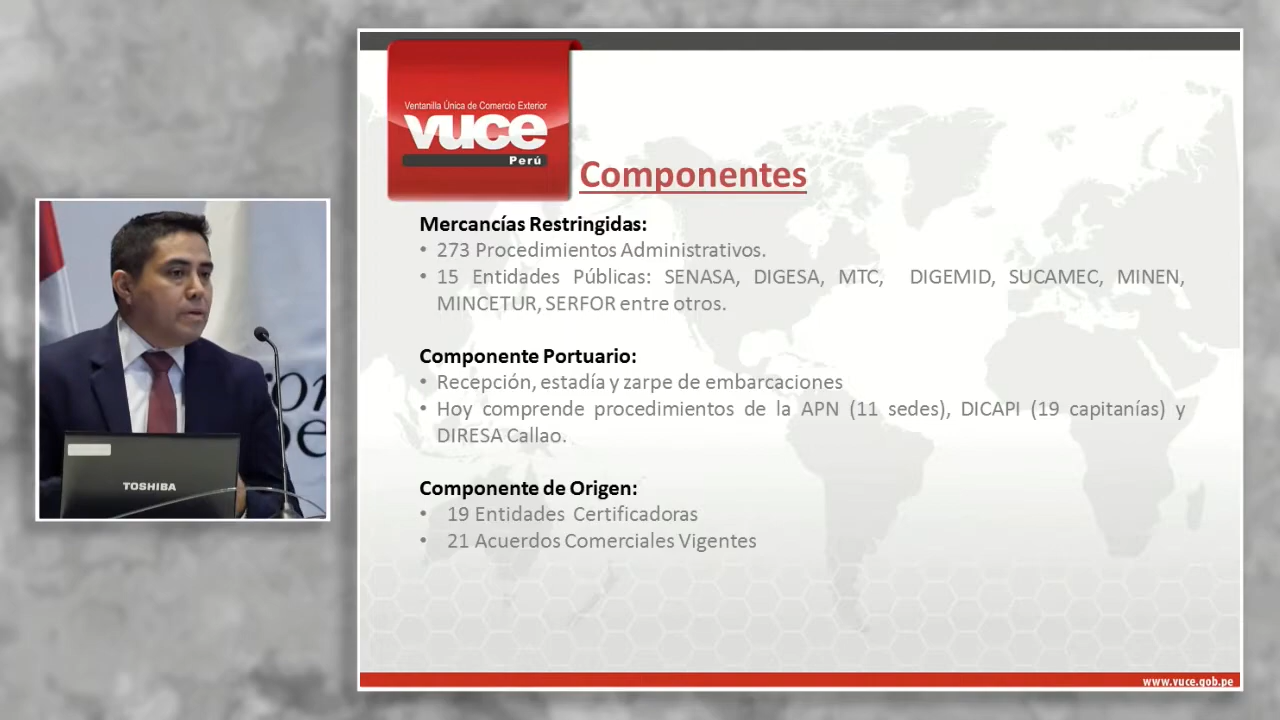 Ventanilla Única de Comercio Exterior
vuce
Perú
Componentes
Mercancías Restringidas:
• 273 Procedimientos Administrativos.
• 15 Entidades Públicas: SENASA, DIGESA, MTC, DIGEMID, SUCAMEC, MINEN,
MINCETUR, SERFOR entre otros.
Componente Portuario:
• Recepción, estadía y zarpe de embarcaciones
• Hoy comprende procedimientos de la APN (11 sedes), DICAPI (19 capitanías) y
DIRESA Callao.
Componente de Origen:
• 19 Entidades Certificadoras
• 21 Acuerdos Comerciales Vigentes
www.vuce.gob.pe
TOSHIBA